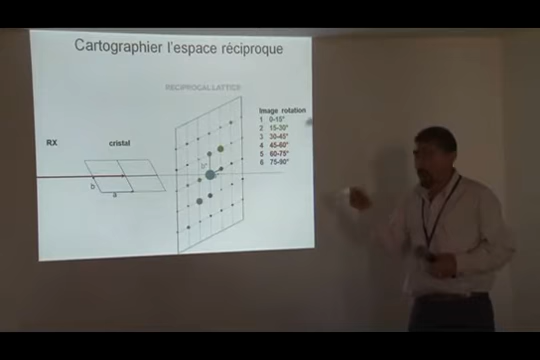 Cartographier l'espace réciproque
RECIPROCAL LATTICE
Image rotation
1 0-15°
2 15-30°
3 30-45°
4 45-60°
5 60-75°
6 75-90°
RX
cristal
b
a